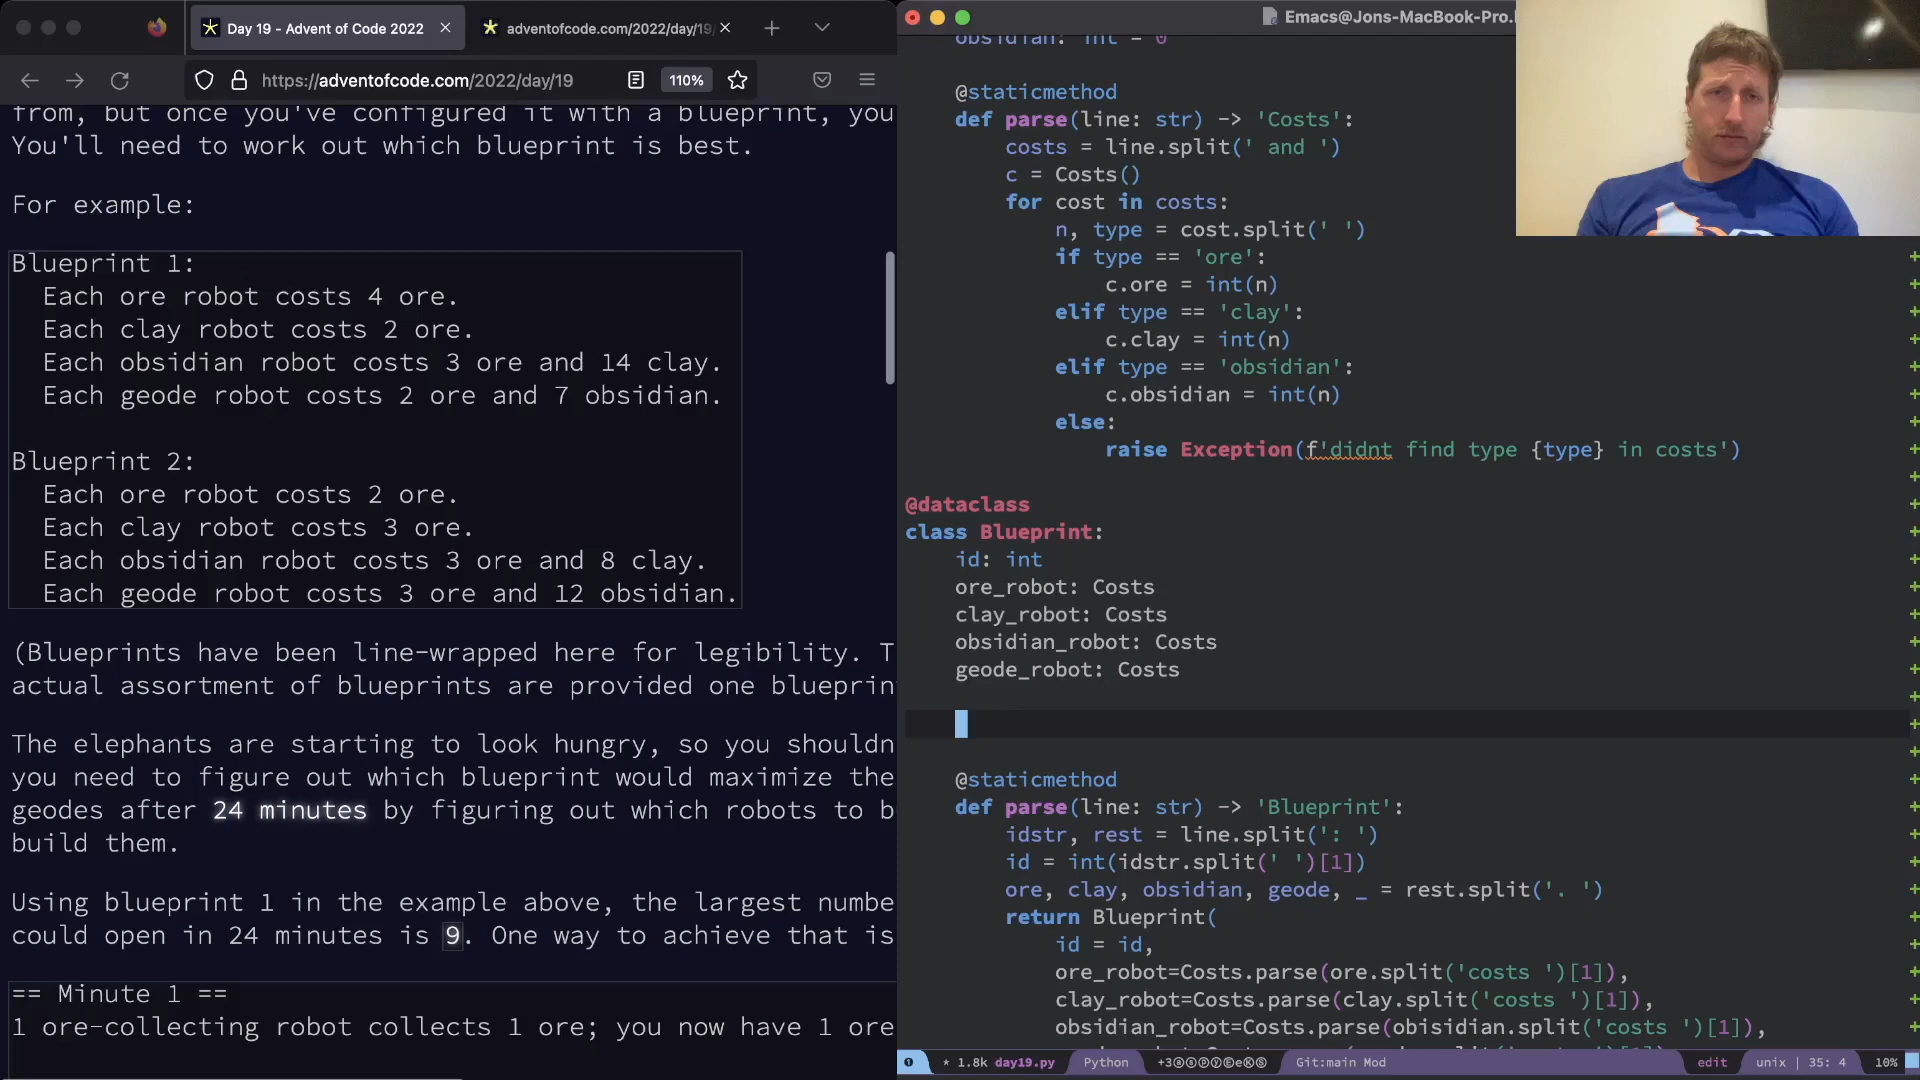 Day 19 - Advent of Code 2022
adventofcode.com/2022/day/19
https://adventofcode.com/2022/day/19
110%
from, but once you've configured it with a blueprint, you
You'll need to work out which blueprint is best.
For example:
Blueprint 1:
Each ore robot costs 4 ore.
Each clay robot costs 2 ore.
Each obsidian robot costs 3 ore and 14 clay.
Each geode robot costs 2 ore and 7 obsidian.
Blueprint 2:
Each ore robot costs 2 ore.
Each clay robot costs 3 ore.
Each obsidian robot costs 3 ore and 8 clay.
Each geode robot costs 3 ore and 12 obsidian.
(Blueprints have been line-wrapped here for legibility. T
actual assortment of blueprints are provided one blueprin
The elephants are starting to look hungry, so you shouldn
you need to figure out which blueprint would maximize the
geodes after 24 minutes by figuring out which robots to b
build them.
Using blueprint 1 in the example above, the largest numbe
could open in 24 minutes is 9. One way to achieve that is
== Minute 1 ==
1 ore-collecting robot collects 1 ore; you now have 1 ore
Emacs@Jons-MacBook-Pro.
obsidian: int = 0
@staticmethod
def parse(line: str) -> 'Costs':
costs = line.split(' and ')
c = Costs()
for cost in costs:
n, type = cost.split(' ')
if type == 'ore':
c.ore = int(n)
elif type == 'clay':
c.clay = int(n)
elif type == 'obsidian':
c.obsidian = int(n)
else:
raise Exception(f'didnt find type {type} in costs')
@dataclass
class Blueprint:
id: int
ore_robot: Costs
clay_robot: Costs
obsidian_robot: Costs
geode_robot: Costs
@staticmethod
def parse(line: str) -> 'Blueprint':
idstr, rest = line.split(': ')
id = int(idstr.split(' ')[1])
ore, clay, obsidian, geode, _ = rest.split('. ')
return Blueprint(
id = id,
ore_robot=Costs.parse(ore.split('costs ')[1]),
clay_robot=Costs.parse(clay.split('costs ')[1]),
obsidian_robot=Costs.parse(obisidian.split('costs ')[1]),
* 1.8k day19.py Python Git:main Mod edit unix | 35: 4 10%